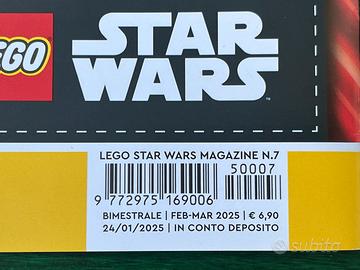 LEGO
STAR
WARS
™
LEGO STAR WARS MAGAZINE N.7
50007
9 772975 169006
BIMESTRALE | FEB-MAR 2025 | € 6,90
24/01/2025 | IN CONTO DEPOSITO
subito